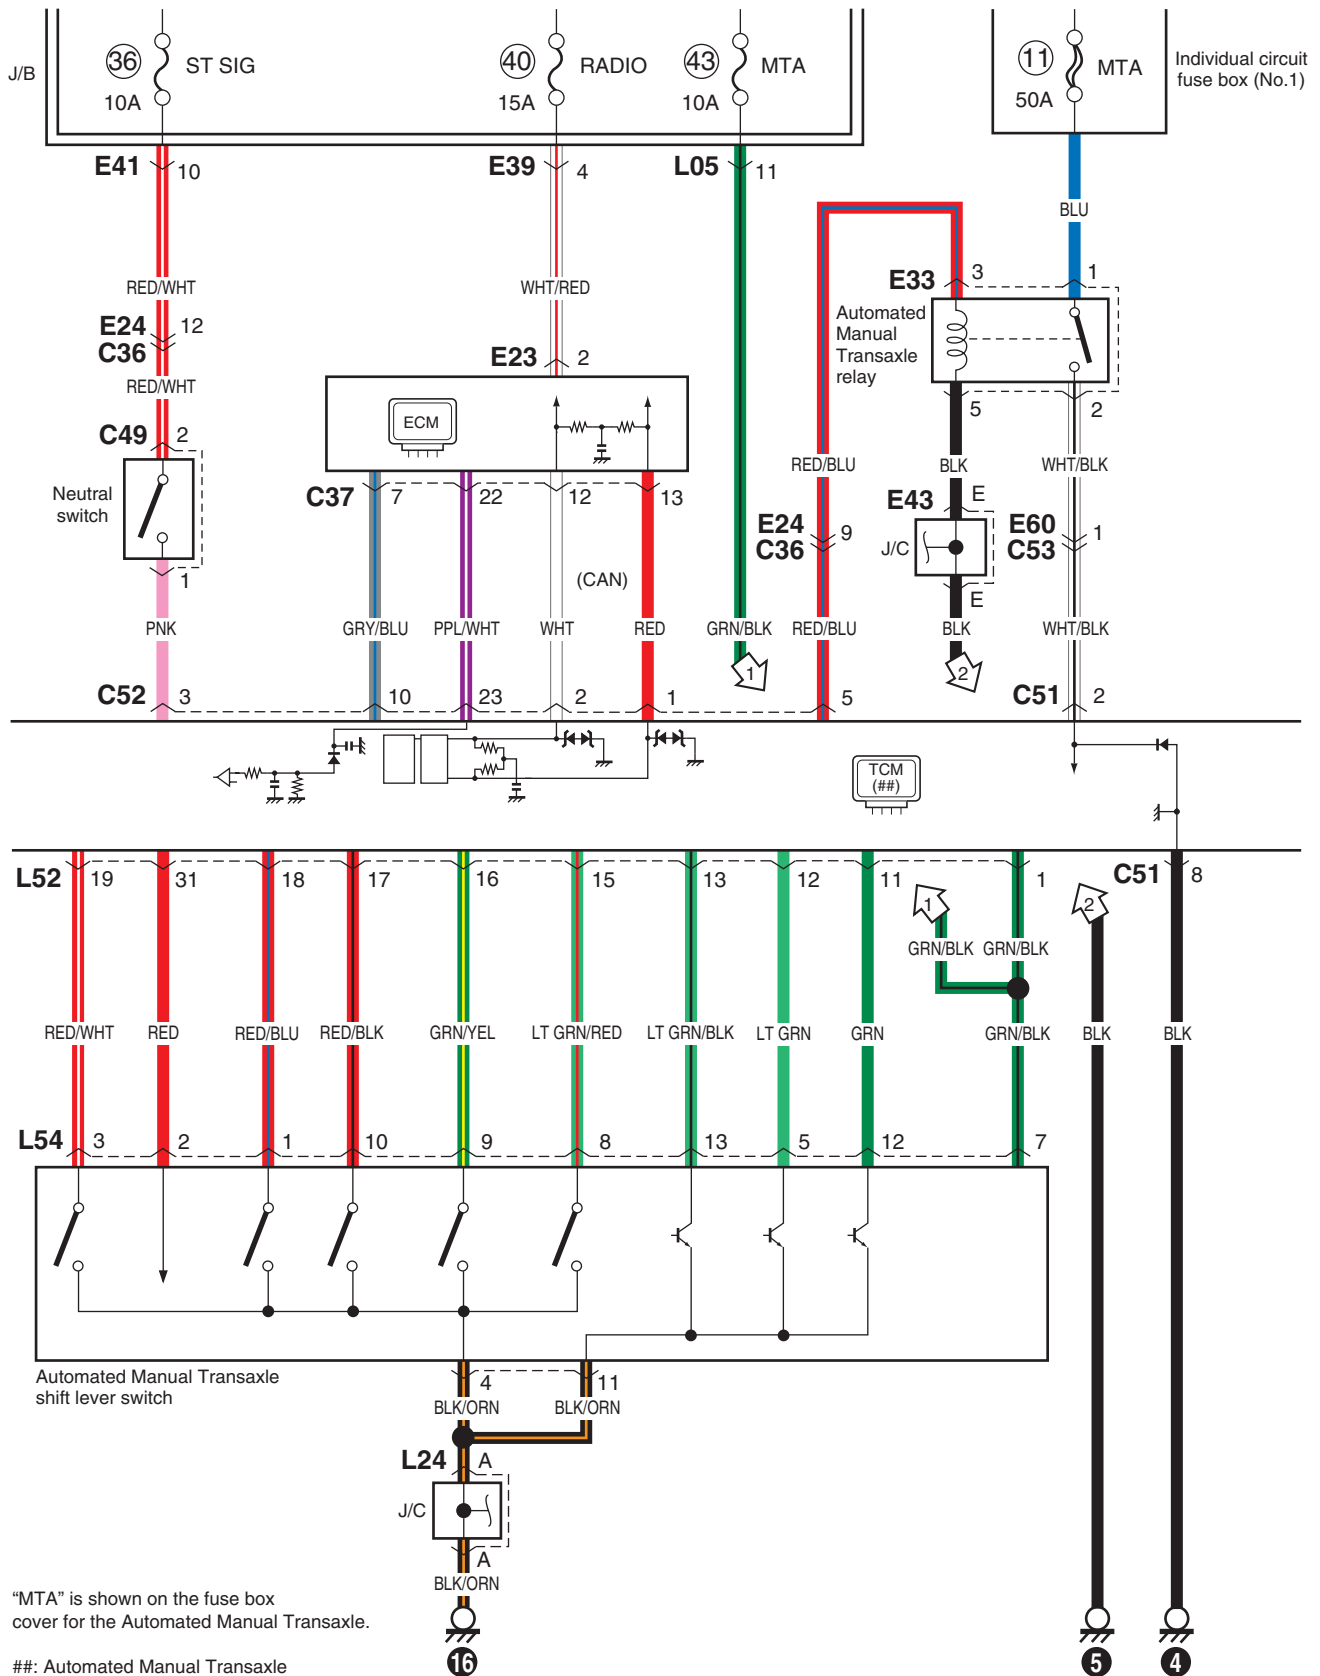 J/B
36 ST SIG
10A
40 RADIO
15A
43 MTA
10A
11 MTA
50A
Individual circuit
fuse box (No.1)
E41 10
E39 4
L05 11
BLU
RED/WHT
WHT/RED
E33 3 1
E24 12
C36
RED/WHT
E23 2
Automated
Manual
Transaxle
relay
C49 2
ECM
5 2
Neutral
switch
RED/BLU
BLK
WHT/BLK
C37 7 22 12 13
E43 E
E24 9
C36
E60 1
C53
J/C
1
(CAN)
E
PNK
GRY/BLU
PPL/WHT
WHT
RED
GRN/BLK
RED/BLU
BLK
WHT/BLK
1
2
C52 3 10 23 2 1 5
C51 2
TCM
(##)
L52 19 31 18 17 16 15 13 12 11 1
C51 8
1
2
GRN/BLK GRN/BLK
RED/WHT
RED
RED/BLU
RED/BLK
GRN/YEL
LT GRN/RED
LT GRN/BLK
LT GRN
GRN
GRN/BLK
BLK
BLK
L54 3 2 1 10 9 8 13 5 12 7
Automated Manual Transaxle
shift lever switch
4 11
BLK/ORN BLK/ORN
L24 A
J/C
A
BLK/ORN
“MTA” is shown on the fuse box
cover for the Automated Manual Transaxle.
##: Automated Manual Transaxle
16
5
4